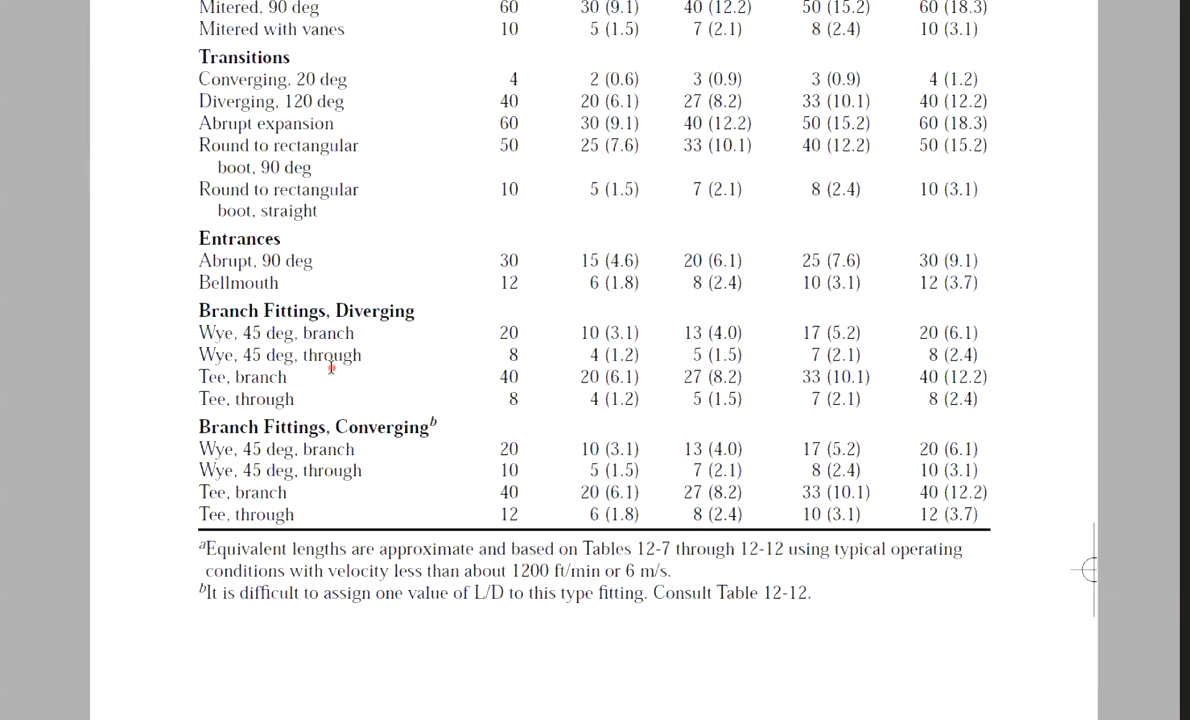 Mitered, 90 deg 60 30 (9.1) 40 (12.2) 50 (15.2) 60 (18.3)
Mitered with vanes 10 5 (1.5) 7 (2.1) 8 (2.4) 10 (3.1)
Transitions
Converging, 20 deg 4 2 (0.6) 3 (0.9) 3 (0.9) 4 (1.2)
Diverging, 120 deg 40 20 (6.1) 27 (8.2) 33 (10.1) 40 (12.2)
Abrupt expansion 60 30 (9.1) 40 (12.2) 50 (15.2) 60 (18.3)
Round to rectangular 50 25 (7.6) 33 (10.1) 40 (12.2) 50 (15.2)
boot, 90 deg
Round to rectangular 10 5 (1.5) 7 (2.1) 8 (2.4) 10 (3.1)
boot, straight
Entrances
Abrupt, 90 deg 30 15 (4.6) 20 (6.1) 25 (7.6) 30 (9.1)
Bellmouth 12 6 (1.8) 8 (2.4) 10 (3.1) 12 (3.7)
Branch Fittings, Diverging
Wye, 45 deg, branch 20 10 (3.1) 13 (4.0) 17 (5.2) 20 (6.1)
Wye, 45 deg, through 8 4 (1.2) 5 (1.5) 7 (2.1) 8 (2.4)
Tee, branch 40 20 (6.1) 27 (8.2) 33 (10.1) 40 (12.2)
Tee, through 8 4 (1.2) 5 (1.5) 7 (2.1) 8 (2.4)
Branch Fittings, Converging^b
Wye, 45 deg, branch 20 10 (3.1) 13 (4.0) 17 (5.2) 20 (6.1)
Wye, 45 deg, through 10 5 (1.5) 7 (2.1) 8 (2.4) 10 (3.1)
Tee, branch 40 20 (6.1) 27 (8.2) 33 (10.1) 40 (12.2)
Tee, through 12 6 (1.8) 8 (2.4) 10 (3.1) 12 (3.7)
^aEquivalent lengths are approximate and based on Tables 12-7 through 12-12 using typical operating
conditions with velocity less than about 1200 ft/min or 6 m/s.
^bIt is difficult to assign one value of L/D to this type fitting. Consult Table 12-12.